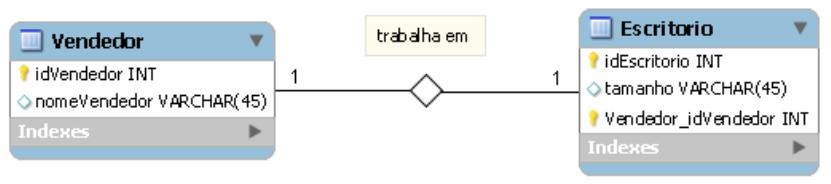 Vendedor
idVendedor INT
nomeVendedor VARCHAR(45)
Indexes
1
trabalha em
1
Escritorio
idEscritorio INT
tamanho VARCHAR(45)
Vendedor_idVendedor INT
Indexes